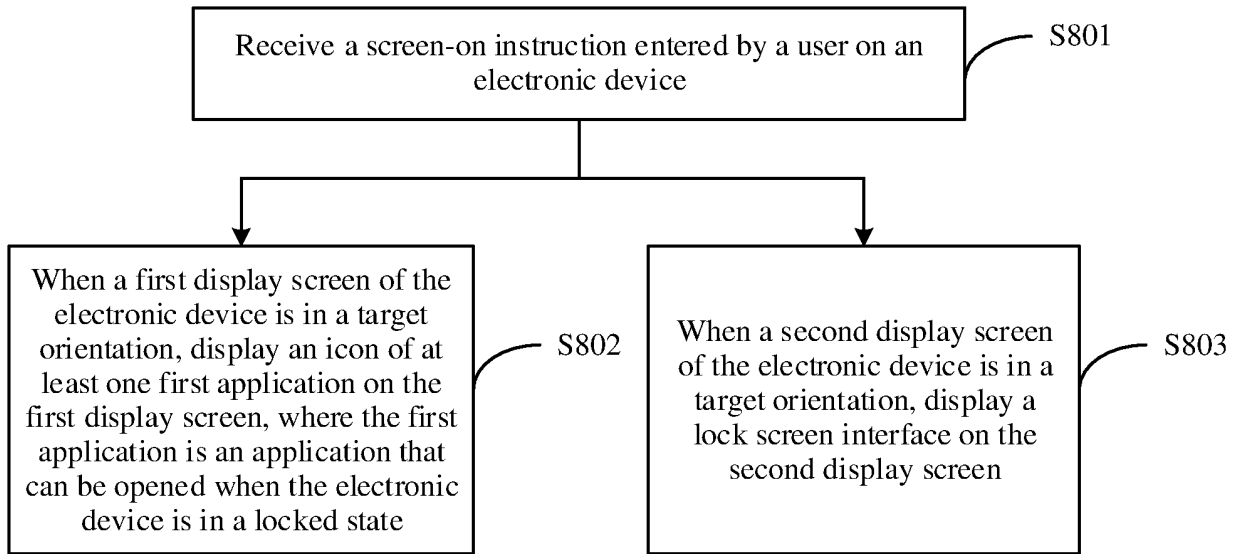 Receive a screen-on instruction entered by a user on an
electronic device
S801
When a first display screen of the
electronic device is in a target
orientation, display an icon of at
least one first application on the
first display screen, where the first
application is an application that
can be opened when the electronic
device is in a locked state
S802
When a second display screen
of the electronic device is in a
target orientation, display a
lock screen interface on the
second display screen
S803